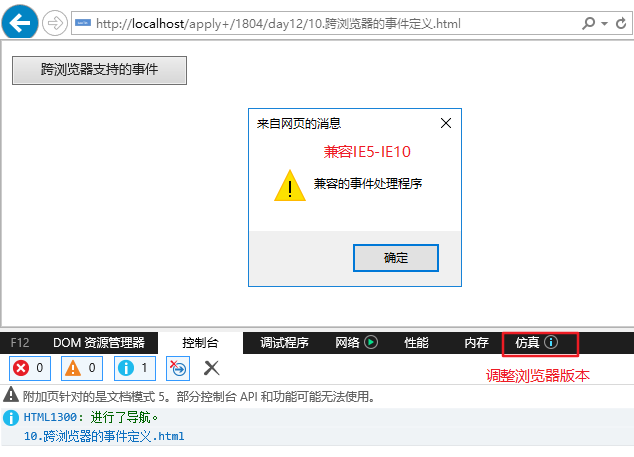 http://localhost/apply+/1804/day12/10.跨浏览器的事件定义.html
跨浏览器支持的事件
来自网页的消息
兼容IE5-IE10
兼容的事件处理程序
确定
F12 DOM 资源管理器 控制台 调试程序 网络 性能 内存 仿真
0 0 1
调整浏览器版本
附加页针对的是文档模式 5。部分控制台 API 和功能可能无法使用。
HTML1300: 进行了导航。
10.跨浏览器的事件定义.html